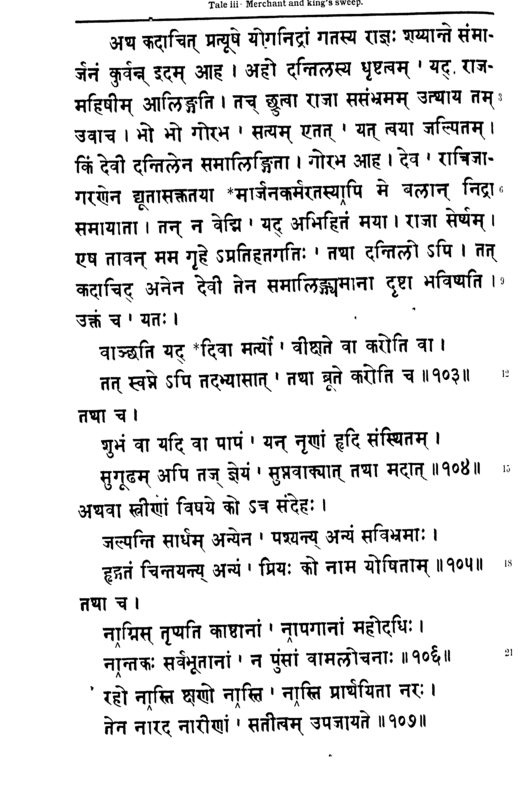 Tale iii· Merchant and king's sweep.
अथ कदाचित् प्रत्यूषे योगनिद्रां गतस्य राज्ञः शय्यान्ते संमा-
र्जनं कुर्वन्न् इदम् आह । अहो दन्तिलस्य धृष्टत्वम् ' यद् राज-
महिषीम् आलिङ्गति । तच् छ्रुत्वा राजा ससंभ्रमम् उत्थाय तम् 3
उवाच । भो भो गोरभ ' सत्यम् एतत् ' यत् त्वया जल्पितम् ।
किं देवी दन्तिलेन समालिङ्गिता । गोरभ आह । देव ' रात्रिजा-
गरणेन द्यूतासक्ततया *मार्जनकर्मरतस्यापि मे बलान् निद्रा 6
समायाता । तन् न वेद्मि ' यद् अभिहितं मया । राजा सेर्ष्यम् ।
एष तावन् मम गृहे ऽप्रतिहतगतिः ' तथा दन्तिलो ऽपि । तत्
कदाचिद् अनेन देवी तेन समालिङ्ग्यमाना दृष्टा भविष्यति । 9
उक्तं च ' यतः ।
वाञ्छति यद् *दिवा मर्त्यो ' वीक्षते वा करोति वा ।
तत् स्वप्ने ऽपि तदभ्यासात् ' तथा ब्रूते करोति च ॥१०३॥ 12
तथा च ।
शुभं वा यदि वा पापं ' यन् नृणां हृदि संस्थितम् ।
सुगूढम् अपि तज् ज्ञेयं ' सुप्तवाक्यात् तथा मदात् ॥१०४॥ 15
अथवा स्त्रीणां विषये को ऽत्र संदेहः ।
जल्पन्ति सार्धम् अन्येन ' पश्यन्त्य् अन्यं सविभ्रमाः ।
हृद्गतं चिन्तयन्त्य् अन्यं ' प्रियः को नाम योषिताम् ॥१०५॥ 18
तथा च ।
नाग्निस् तृप्यति काष्ठानां ' नापगानां महोदधिः ।
नान्तकः सर्वभूतानां ' न पुंसां वामलोचनाः ॥१०६॥ 21
रहो नास्ति क्षणो नास्ति ' नास्ति प्रार्थयिता नरः ।
तेन नारद नारीणां ' सतीत्वम् उपजायते ॥१०७॥